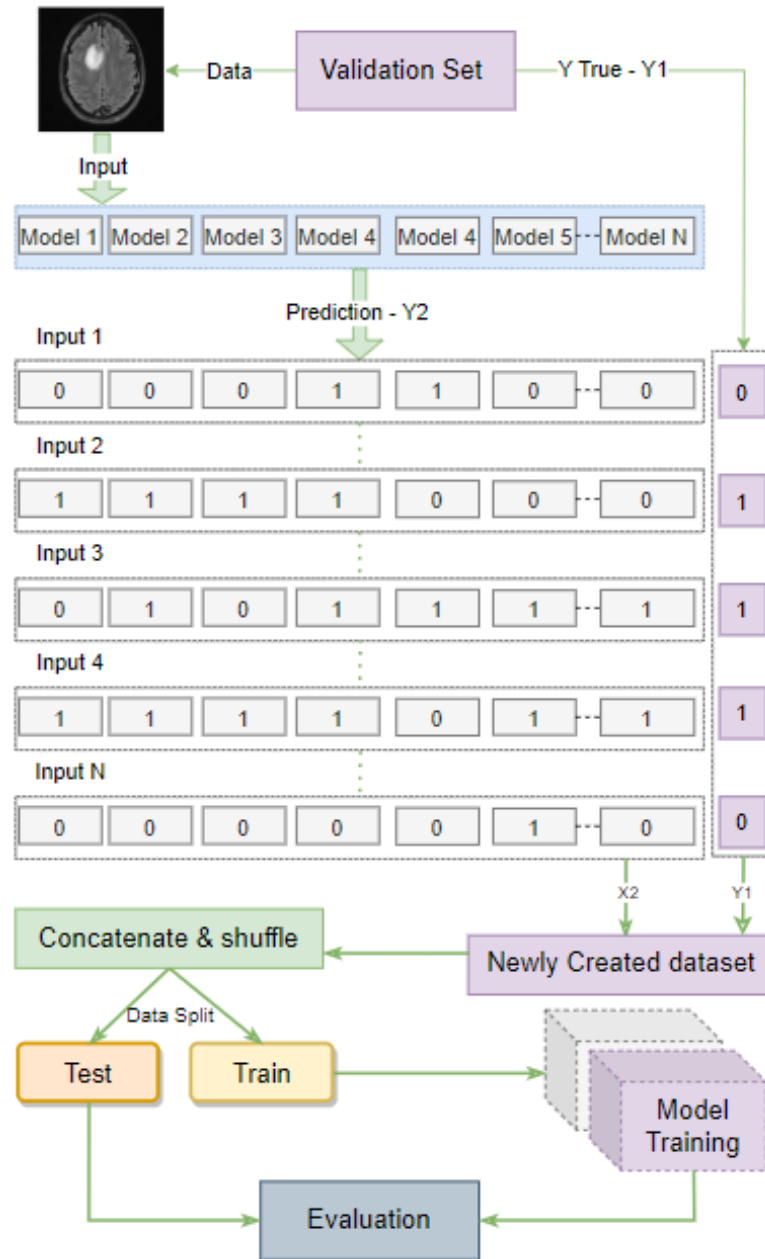 Data
Validation Set
Y True - Y1
Input
Model 1 Model 2 Model 3 Model 4 Model 4 Model 5 Model N
Prediction - Y2
Input 1
0 0 0 1 1 0 0 0
Input 2
1 1 1 1 0 0 0 1
Input 3
0 1 0 1 1 1 1 1
Input 4
1 1 1 1 0 1 1 1
Input N
0 0 0 0 0 1 0 0
X2 Y1
Concatenate & shuffle
Newly Created dataset
Data Split
Test Train
Model
Training
Evaluation